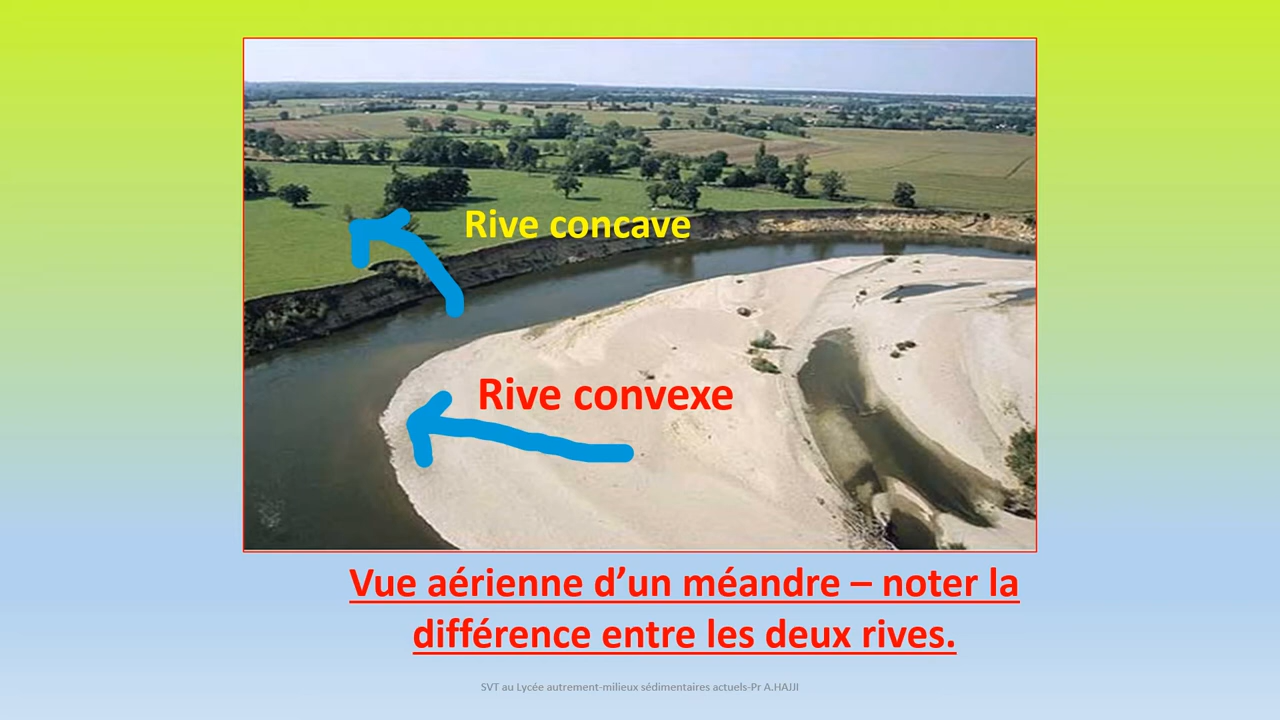 Rive concave
Rive convexe
Vue aérienne d’un méandre – noter la
différence entre les deux rives.
SVT au Lycée autrement-milieux sédimentaires actuels-Pr A.HAJJI